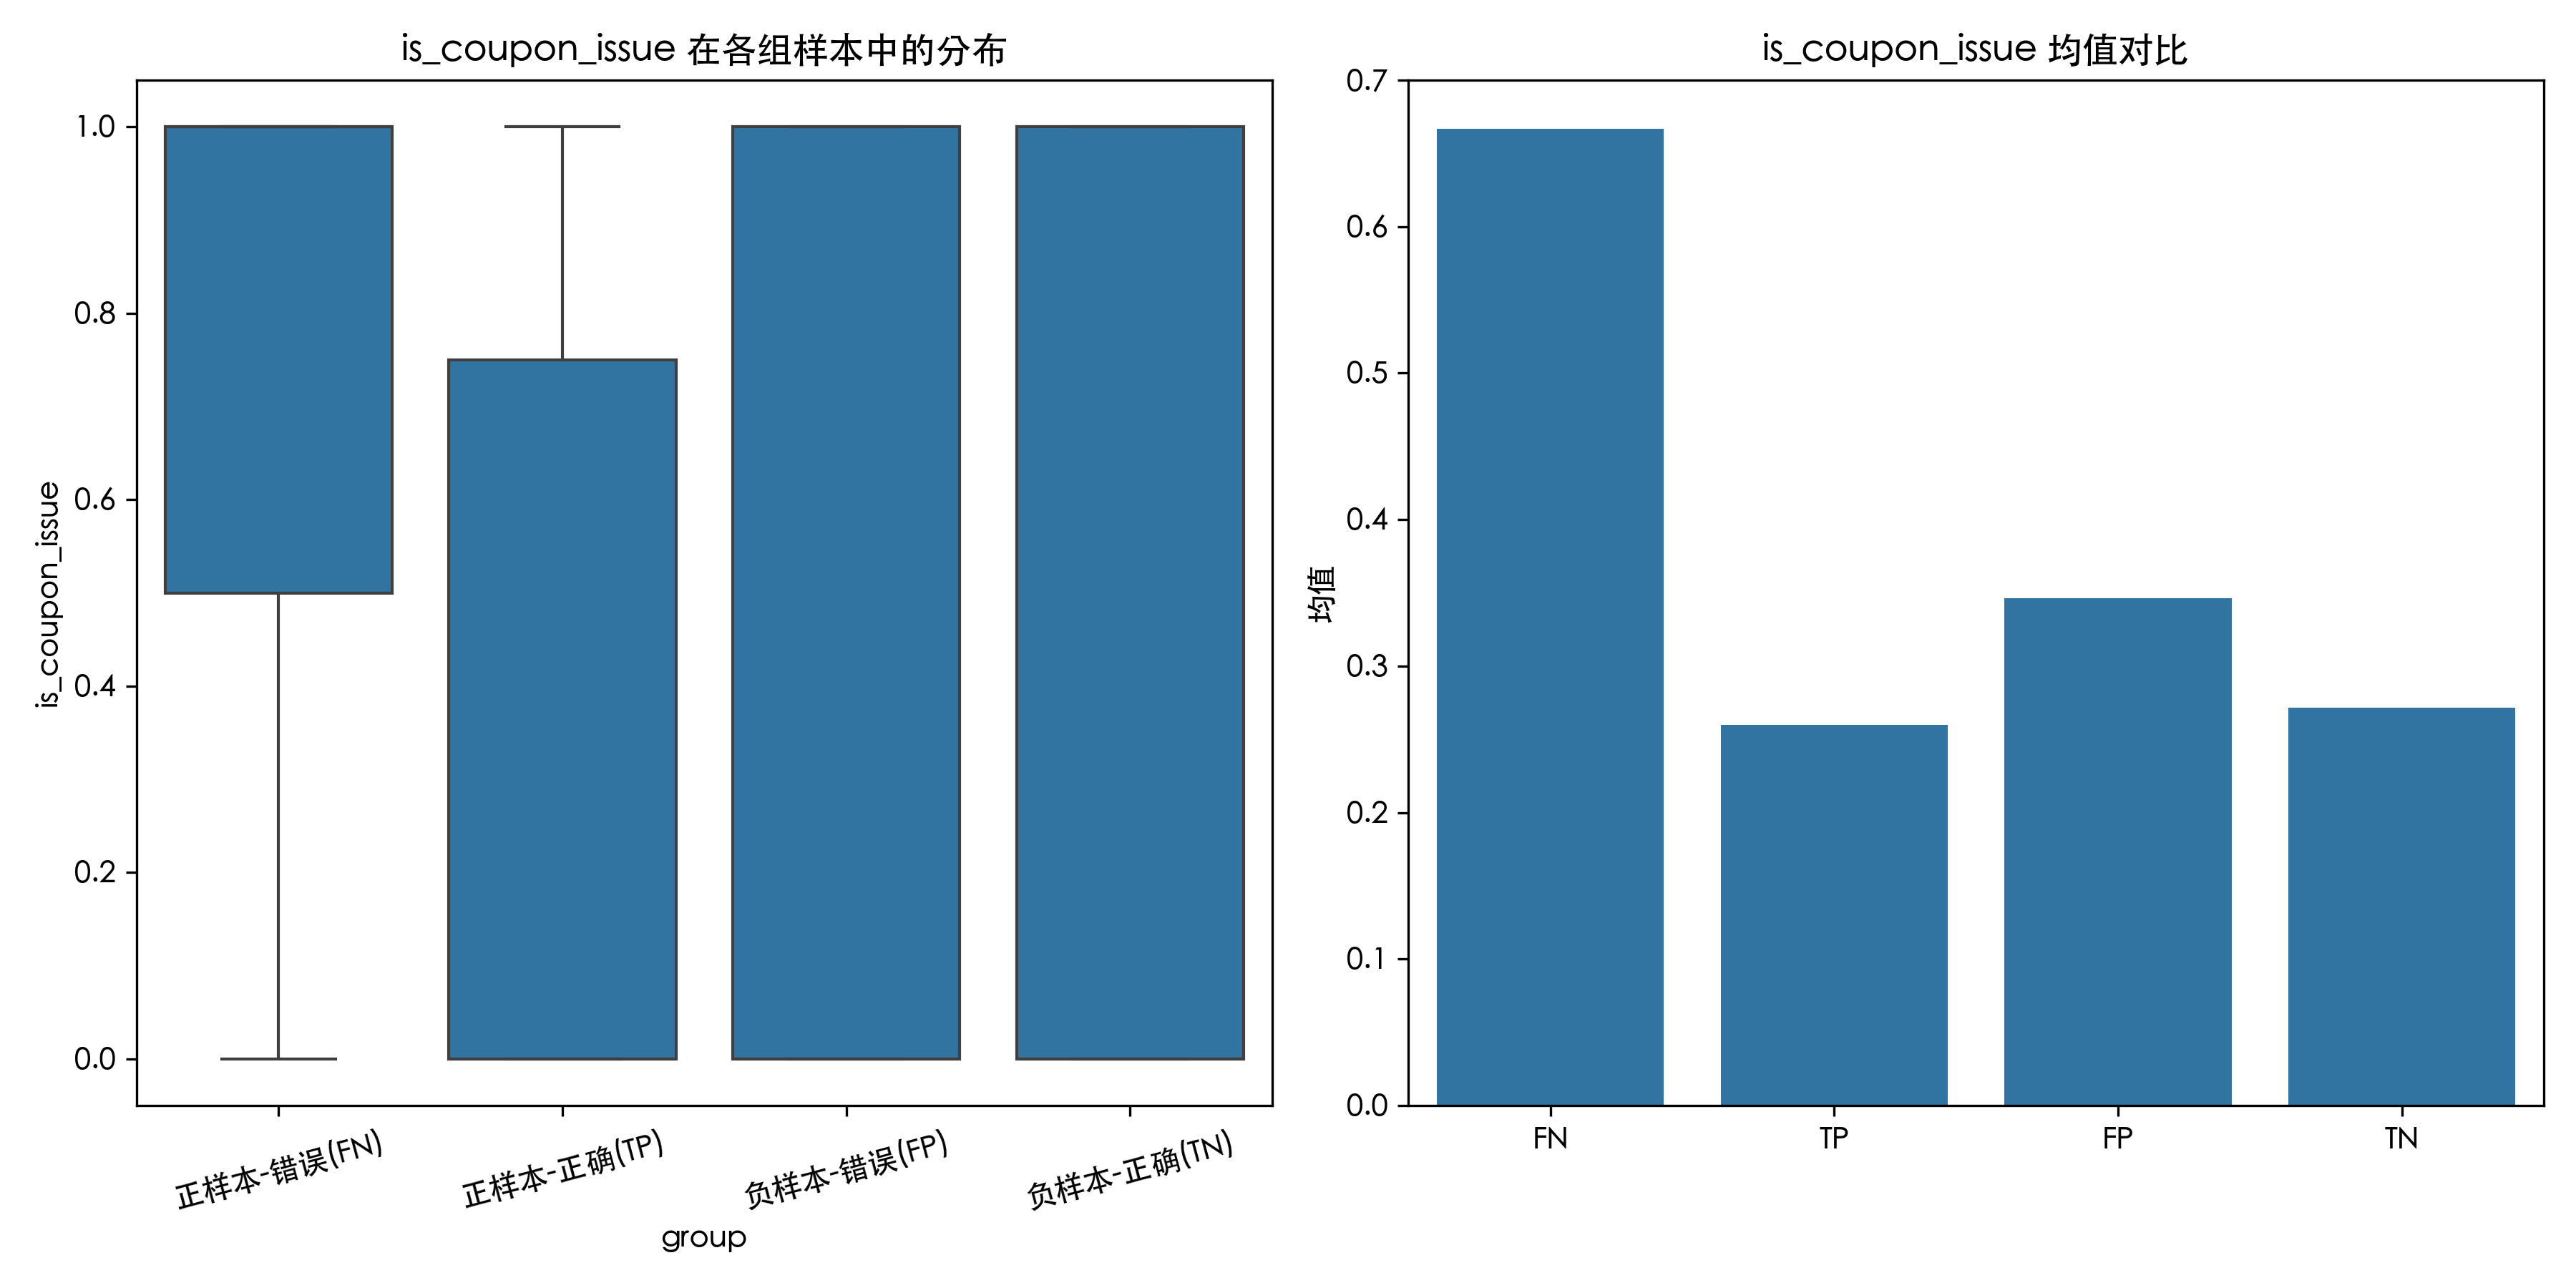 is_coupon_issue 在各组样本中的分布
is_coupon_issue
1.0
0.8
0.6
0.4
0.2
0.0
正样本-错误(FN)
正样本-正确(TP)
负样本-错误(FP)
负样本-正确(TN)
group
is_coupon_issue 均值对比
均值
0.7
0.6
0.5
0.4
0.3
0.2
0.1
0.0
FN
TP
FP
TN